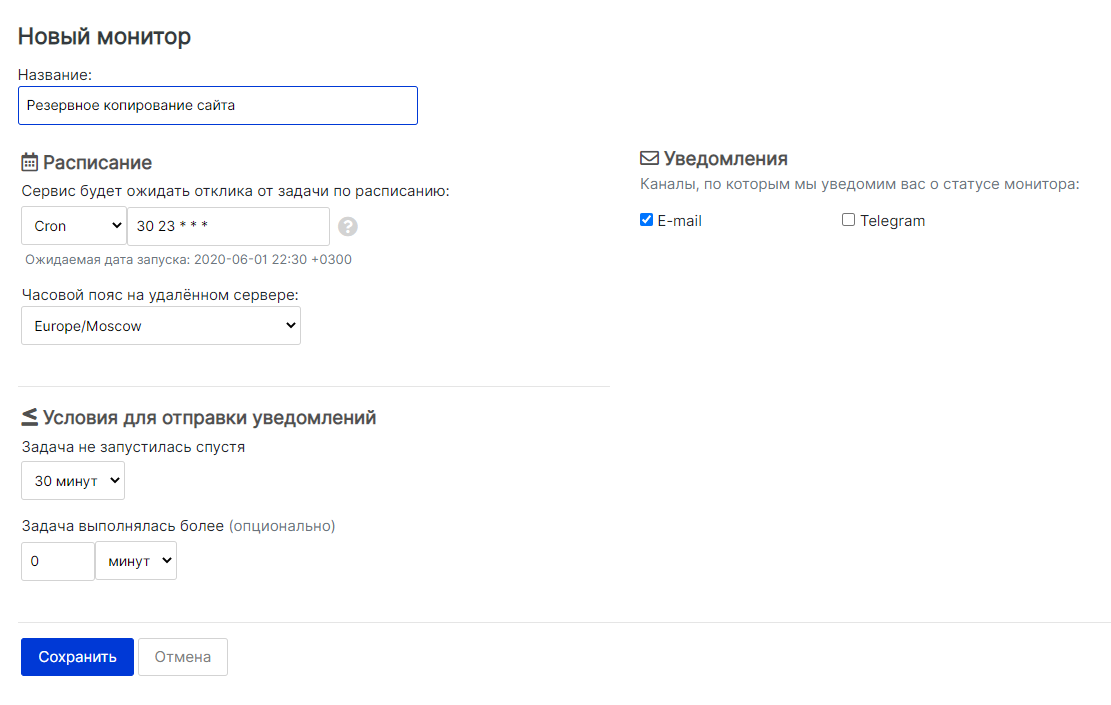 Новый монитор
Название:
Резервное копирование сайта
Расписание
Сервис будет ожидать отклика от задачи по расписанию:
Cron
30 23 * * *
?
Ожидаемая дата запуска: 2020-06-01 22:30 +0300
Часовой пояс на удалённом сервере:
Europe/Moscow
Уведомления
Каналы, по которым мы уведомим вас о статусе монитора:
E-mail
Telegram
Условия для отправки уведомлений
Задача не запустилась спустя
30 минут
Задача выполнялась более (опционально)
0
минут
Сохранить
Отмена